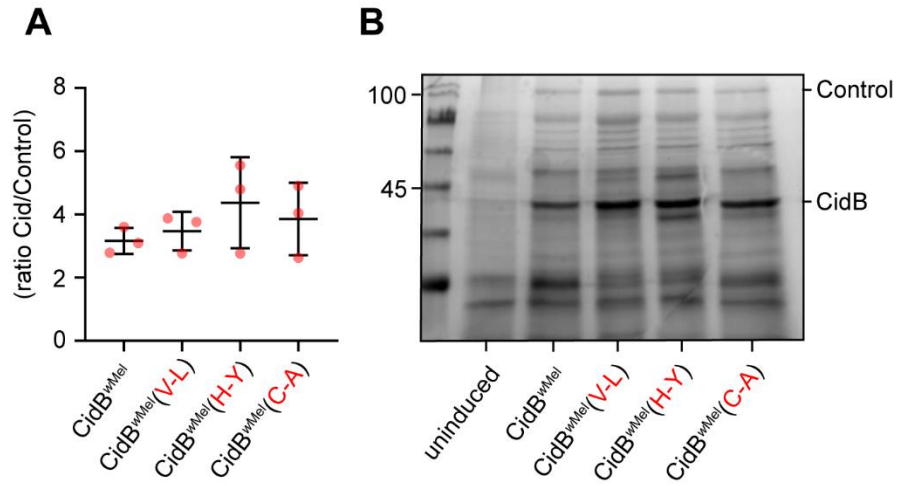 A
B
8
6
4
2
0
(ratio Cid/Control)
CidBwMel
CidBwMel(V-L)
CidBwMel(H-Y)
CidBwMel(C-A)
100
45
Control
CidB
uninduced
CidBwMel
CidBwMel(V-L)
CidBwMel(H-Y)
CidBwMel(C-A)